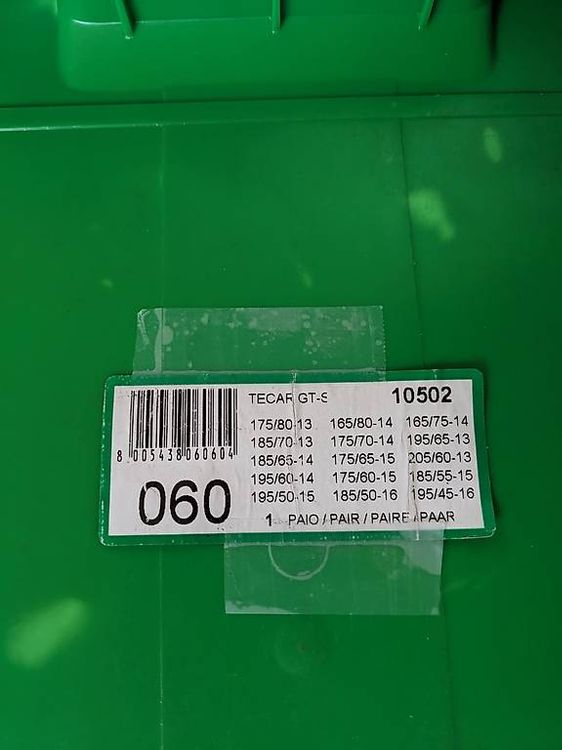 TECAR GT-S 10502
175/80-13 165/80-14 165/75-14
185/70-13 175/70-14 195/65-13
185/65-14 175/65-15 205/60-13
195/60-14 175/60-15 185/55-15
195/50-15 185/50-16 195/45-16
8 005438 060604
060
1 PAIO / PAIR / PAIRE / PAAR